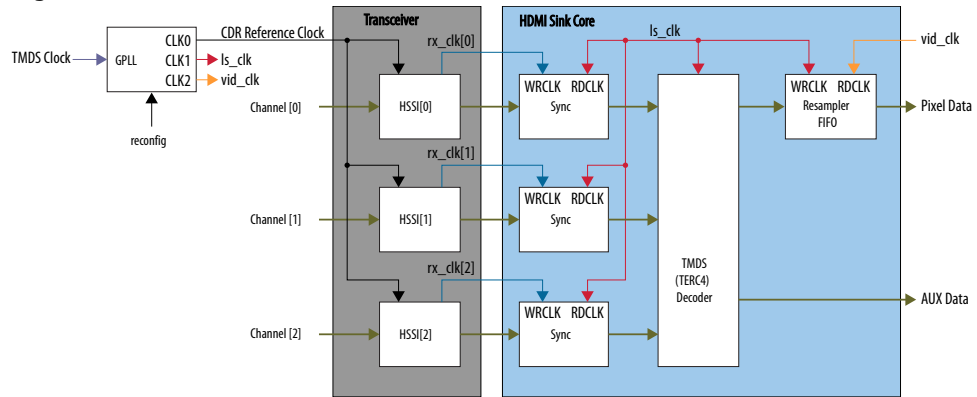 Transceiver
HDMI Sink Core
CDR Reference Clock
rx_clk[0]
ls_clk
vid_clk
TMDS Clock
GPLL
CLK0
CLK1
CLK2
ls_clk
vid_clk
reconfig
Channel [0]
HSSI[0]
WRCLK RDCLK
Sync
WRCLK RDCLK
Resampler
FIFO
Pixel Data
rx_clk[1]
Channel [1]
HSSI[1]
WRCLK RDCLK
Sync
TMDS
(TERC4)
Decoder
rx_clk[2]
AUX Data
Channel [2]
HSSI[2]
WRCLK RDCLK
Sync